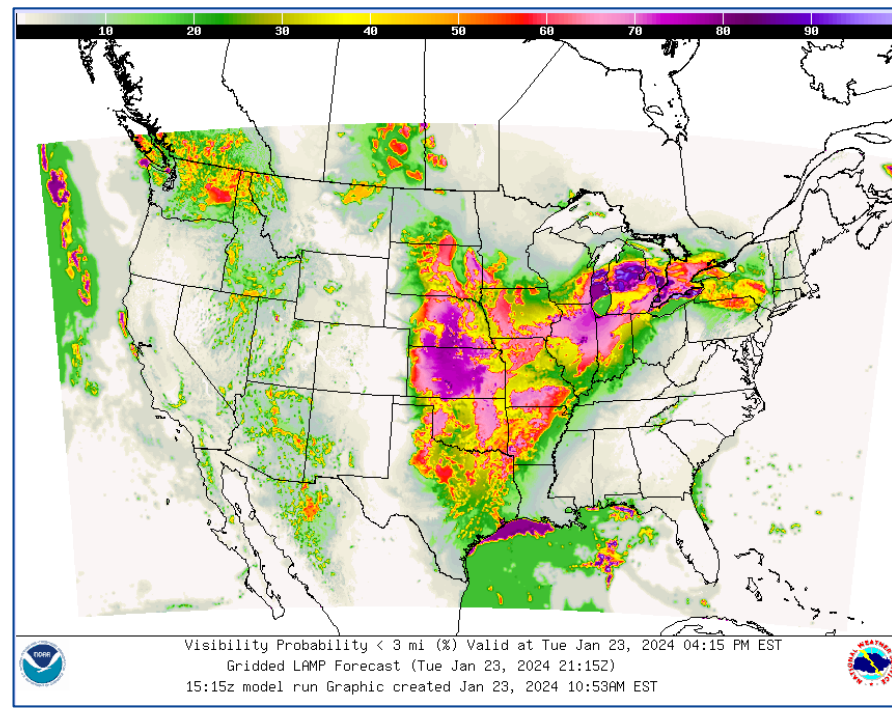 10 20 30 40 50 60 70 80 90
Visibility Probability < 3 mi (%) Valid at Tue Jan 23, 2024 04:15 PM EST
Gridded LAMP Forecast (Tue Jan 23, 2024 21:15Z)
15:15z model run Graphic created Jan 23, 2024 10:53AM EST
NOAA